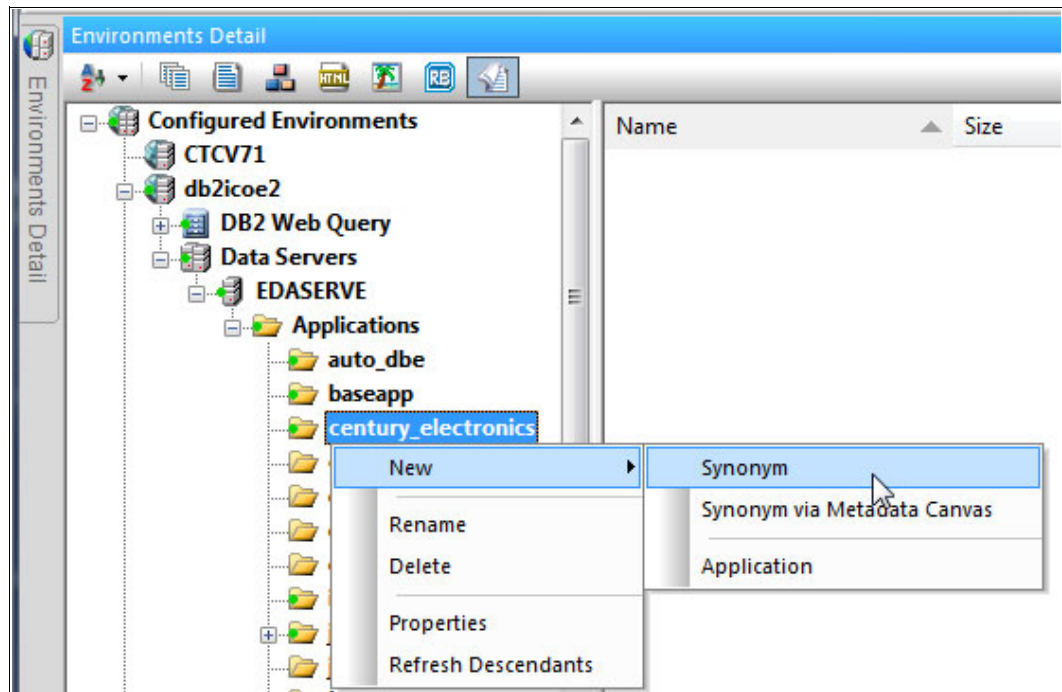 Environments Detail
Environments Detail
HTML
RB
Configured Environments
Name
Size
CTCV71
db2icoe2
DB2 Web Query
Data Servers
EDASERVE
Applications
auto_dbe
baseapp
century_electronics
New
Synonym
Synonym via Metadata Canvas
Rename
Delete
Application
Properties
Refresh Descendants